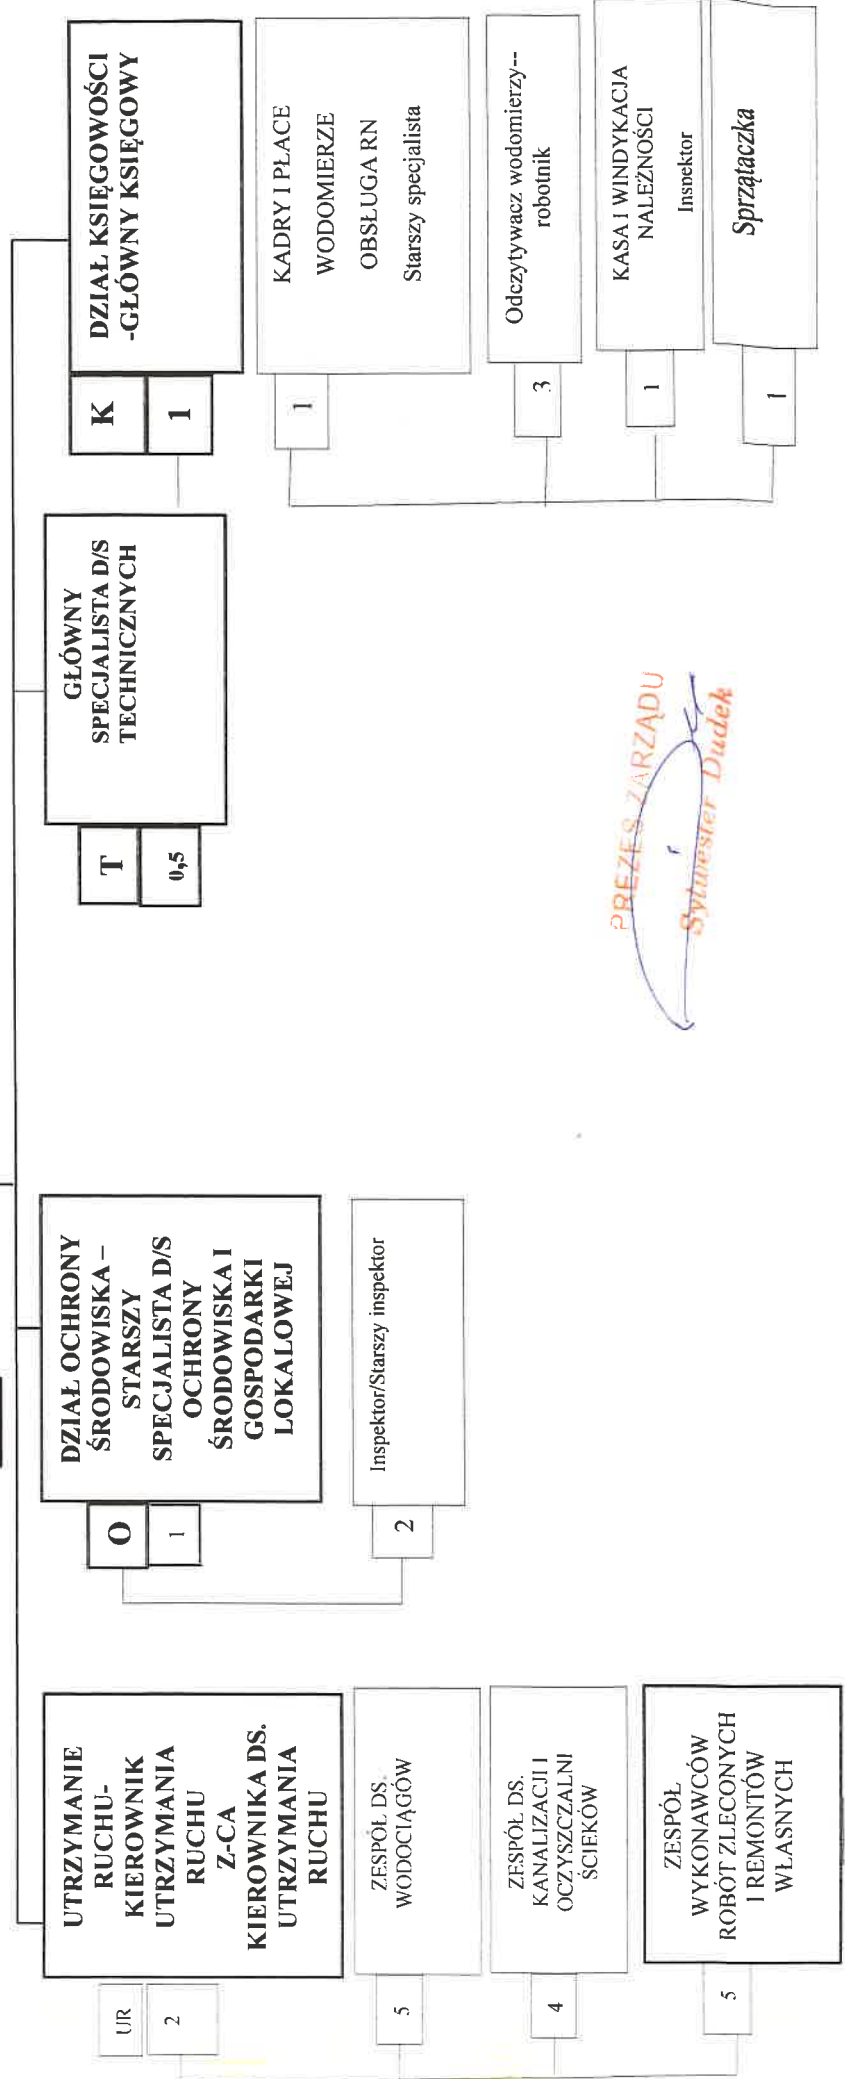 UTRZYMANIE
RUCHU-
KIEROWNIK
UTRZYMANIA
RUCHU
Z-CA
KIEROWNIKA DS.
UTRZYMANIA
RUCHU
UR
2
ZESPÓŁ DS.
WODOCIĄGÓW
5
ZESPÓŁ DS.
KANALIZACJI I
OCZYSZCZALNI
ŚCIEKÓW
4
ZESPÓŁ
WYKONAWCÓW
ROBÓT ZLECONYCH
I REMONTÓW
WŁASNYCH
5
DZIAŁ OCHRONY
ŚRODOWISKA –
STARSZY
SPECJALISTA D/S
OCHRONY
ŚRODOWISKA I
GOSPODARKI
LOKALOWEJ
O
1
Inspektor/Starszy inspektor
2
GŁÓWNY
SPECJALISTA D/S
TECHNICZNYCH
T
0,5
DZIAŁ KSIĘGOWOŚCI
-GŁÓWNY KSIĘGOWY
K
1
KADRY I PŁACE
WODOMIERZE
OBSŁUGA RN
Starszy specjalista
1
Odczytywacz wodomierzy--
robotnik
3
KASA I WINDYKACJA
NALEŻNOŚCI
Inspektor
1
Sprzątaczka
1
PREZES ZARZĄDU
Sylwester Dudek